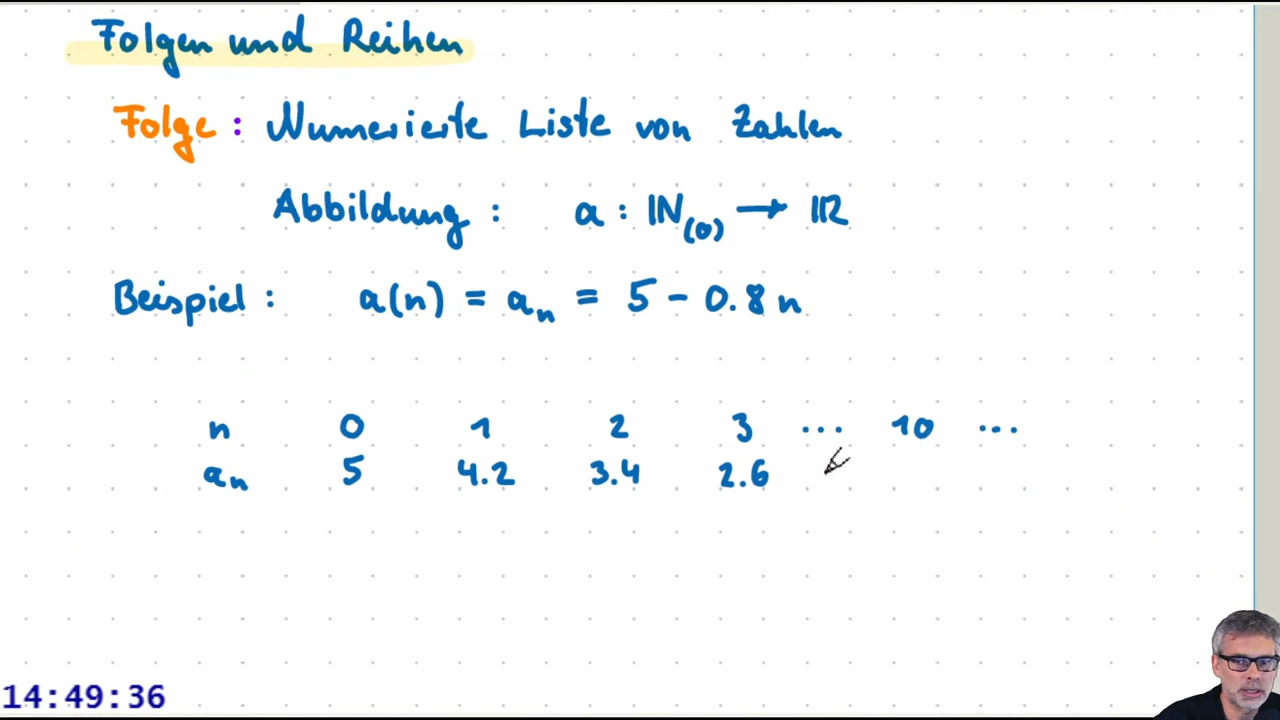 Folgen und Reihen
Folge: Numerierte Liste von Zahlen
Abbildung: a : ℕ₍₀₎ → ℝ
Beispiel: a(n) = aₙ = 5 - 0.8n
n 0 1 2 3 ... 10 ...
aₙ 5 4.2 3.4 2.6
14:49:36